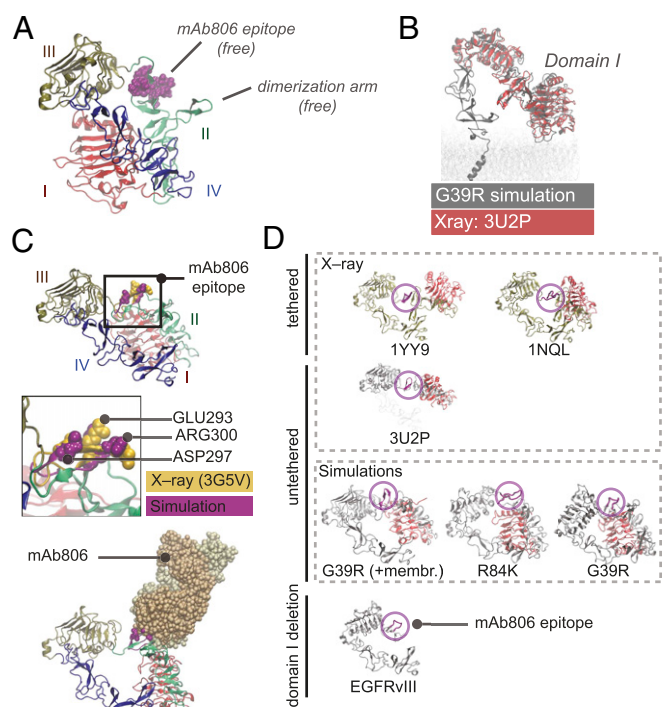 A
mAb806 epitope
(free)
III
dimerization arm
(free)
II
IV
I
B
Domain I
G39R simulation
Xray: 3U2P
C
III
mAb806
epitope
II
IV
I
GLU293
ARG300
ASP297
X–ray (3G5V)
Simulation
mAb806
D
tethered
X–ray
1YY9
1NQL
untethered
3U2P
Simulations
G39R (+membr.)
R84K
G39R
domain I deletion
mAb806 epitope
EGFRvIII